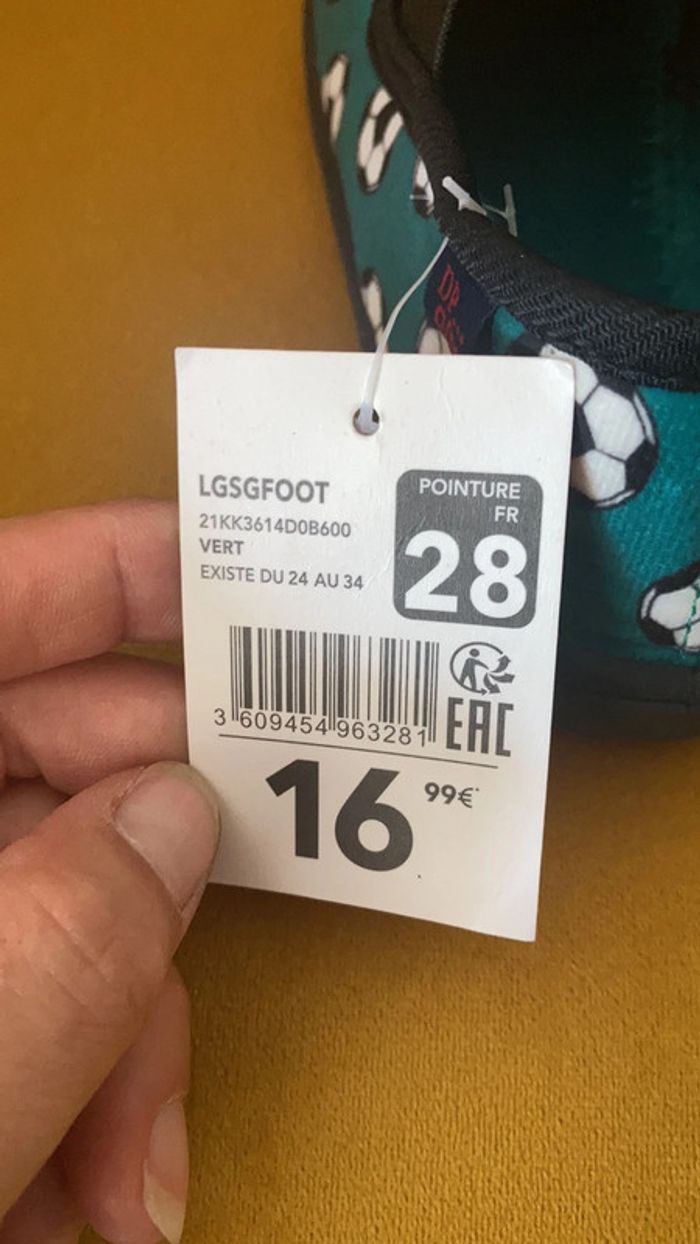 LGSGFOOT
21KK3614D0B600
VERT
EXISTE DU 24 AU 34
POINTURE
FR
28
3 609454 963281
EAC
16 99€*